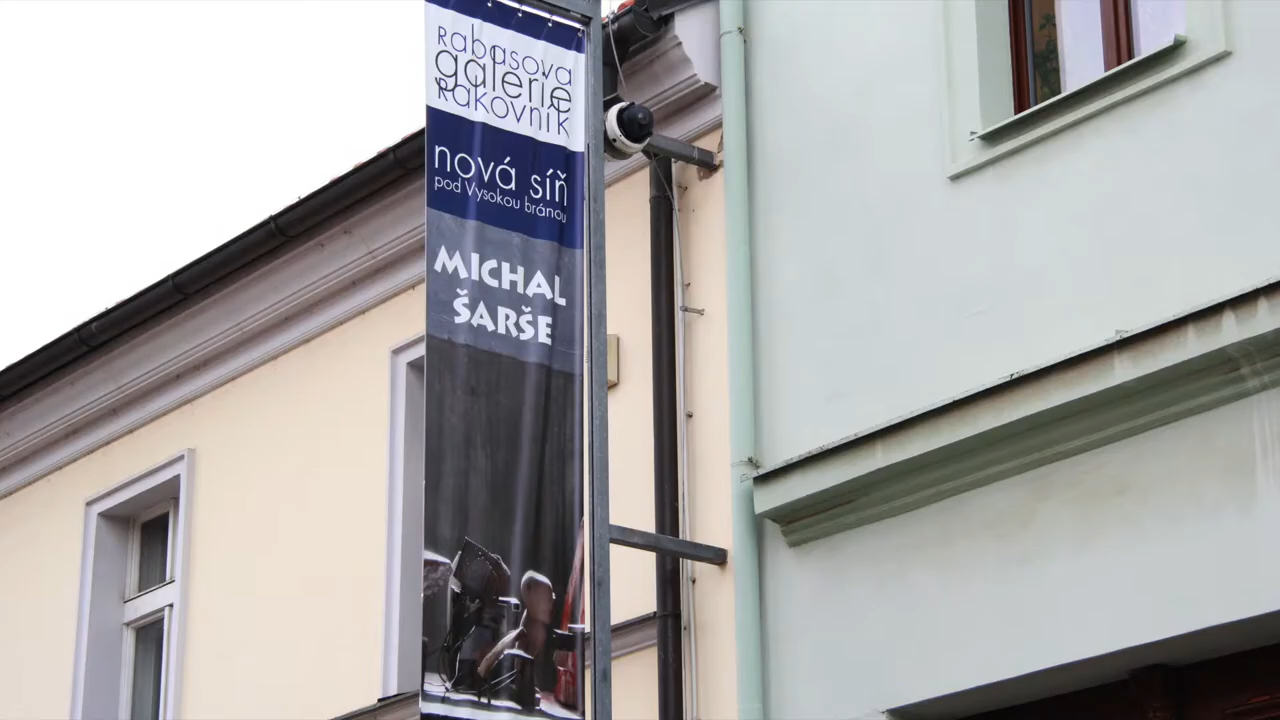 Rabasova
galerie
Rakovník
nová síň
pod Vysokou bránou
MICHAL
ŠARŠE